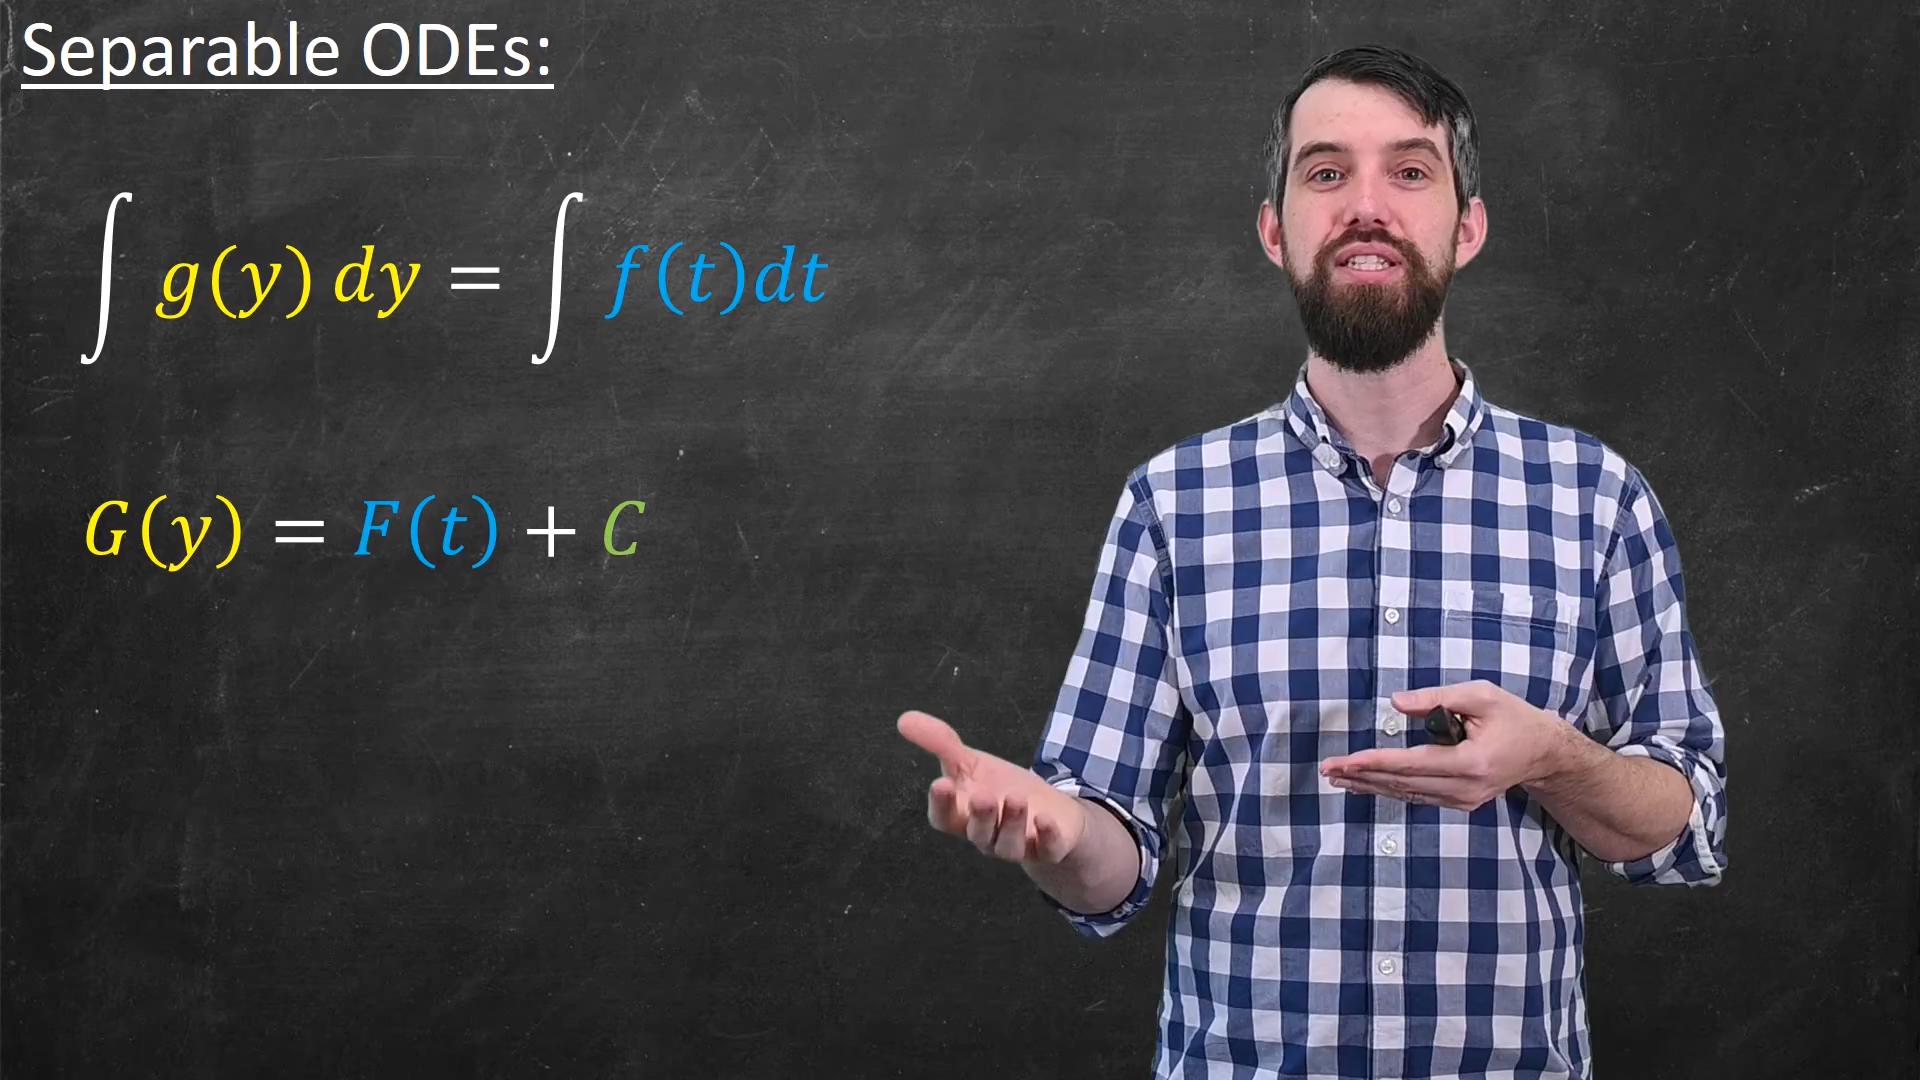 Separable ODEs:
∫ g(y) dy = ∫ f(t)dt
G(y) = F(t) + C